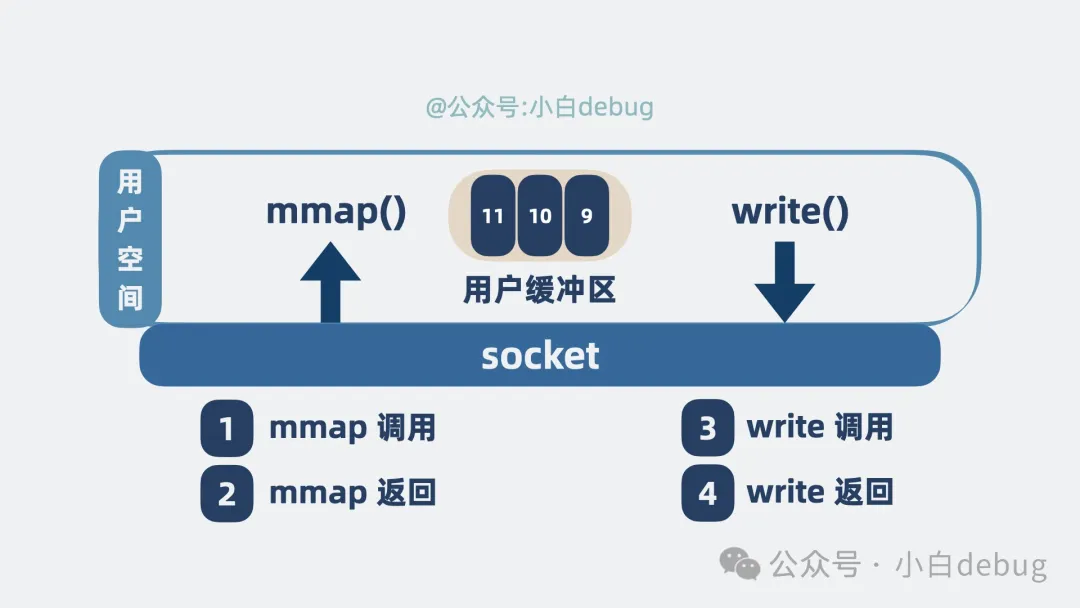 @公众号:小白debug
用户空间
mmap()
11 10 9
write()
用户缓冲区
socket
1 mmap 调用
2 mmap 返回
3 write 调用
4 write 返回
公众号 · 小白debug